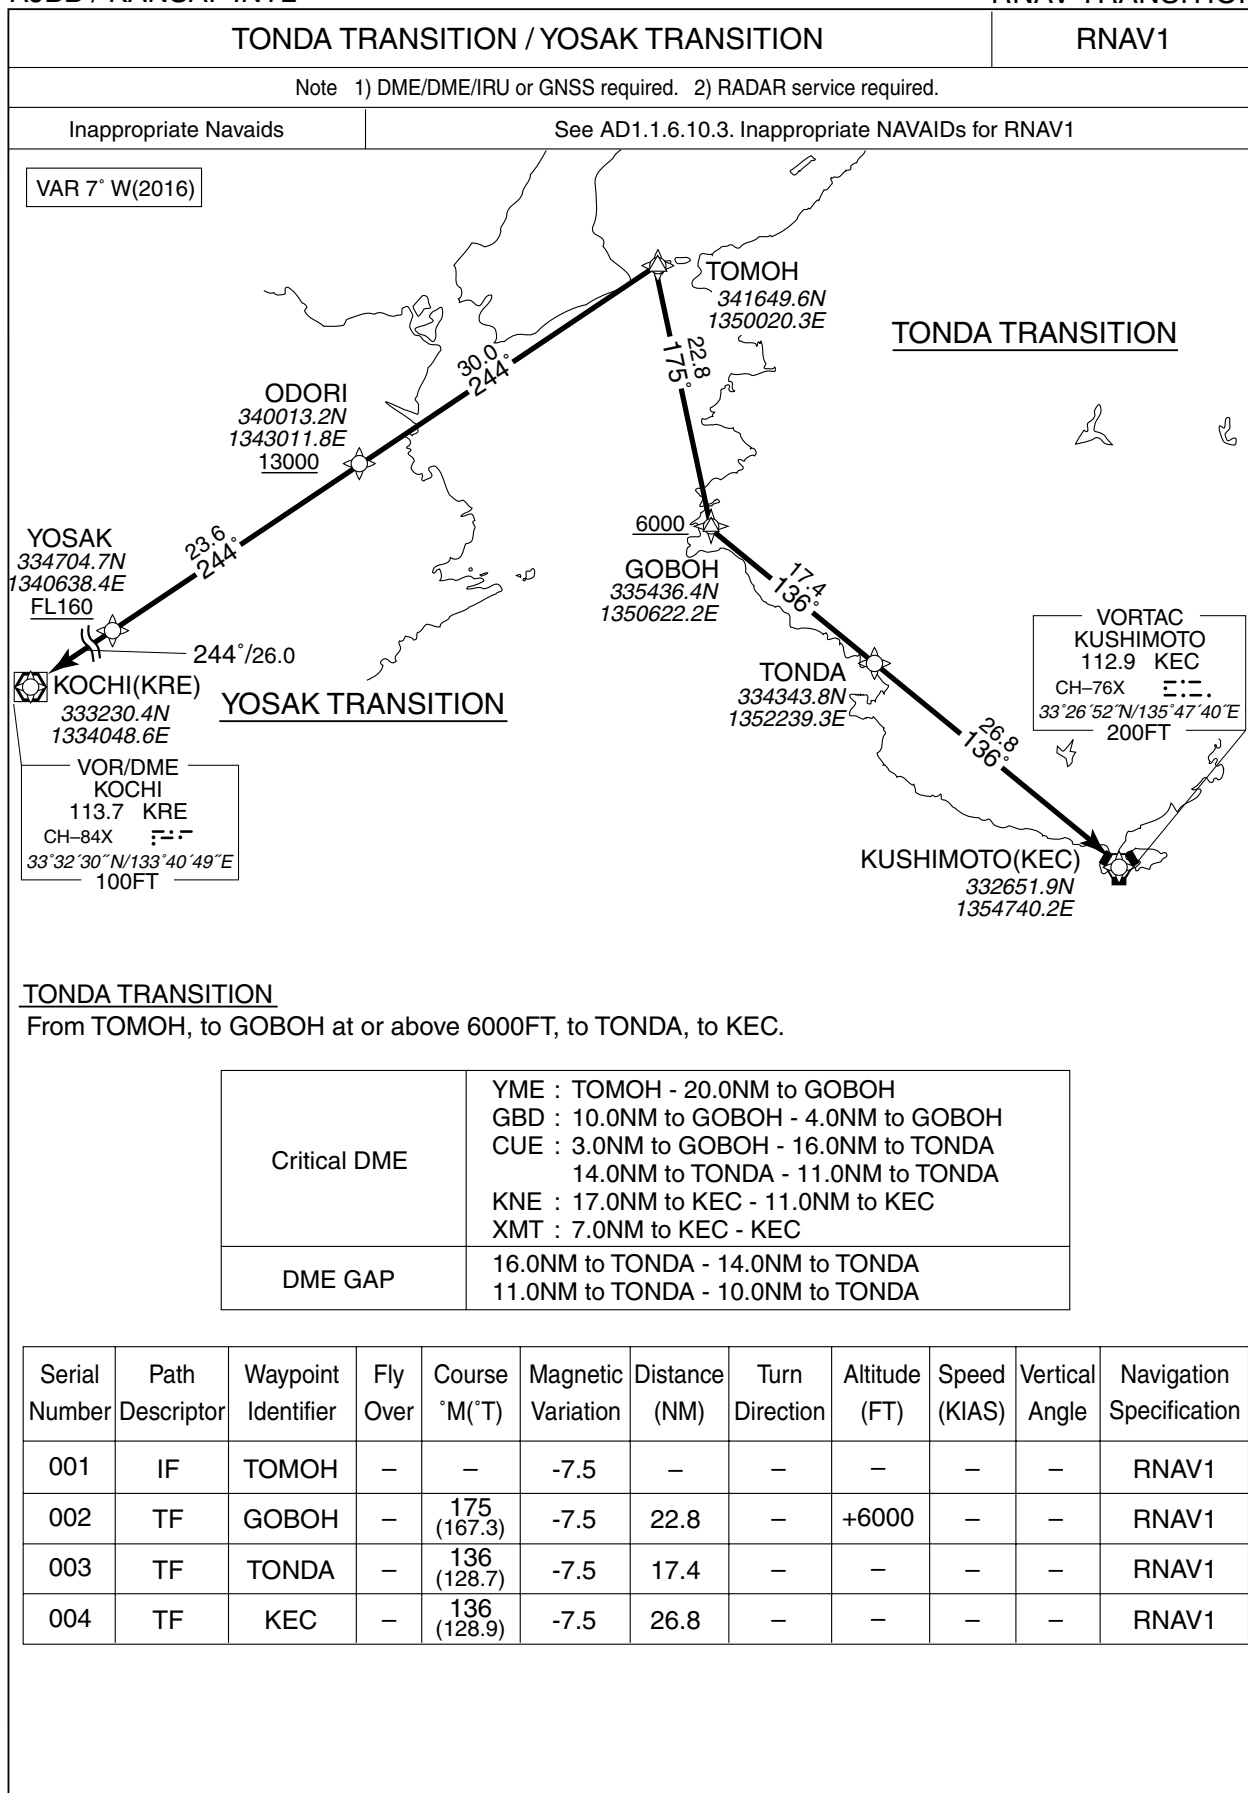 RJBB / KANSAI INTL
RNAV TRANSITION
TONDA TRANSITION / YOSAK TRANSITION
RNAV1
Note 1) DME/DME/IRU or GNSS required. 2) RADAR service required.
Inappropriate Navaids
See AD1.1.6.10.3. Inappropriate NAVAIDs for RNAV1
VAR 7˚ W(2016)
TOMOH
341649.6N
1350020.3E
TONDA TRANSITION
30.0
244˚
22.8
175˚
ODORI
340013.2N
1343011.8E
13000
YOSAK
334704.7N
1340638.4E
FL160
23.6
244˚
6000
GOBOH
335436.4N
1350622.2E
17.4
136˚
VORTAC
KUSHIMOTO
112.9 KEC
CH–76X
33˚26´52˝N/135˚47´40˝E
200FT
244˚/26.0
KOCHI(KRE)
333230.4N
1334048.6E
YOSAK TRANSITION
TONDA
334343.8N
1352239.3E
26.8
136˚
VOR/DME
KOCHI
113.7 KRE
CH–84X
33˚32´30˝N/133˚40´49˝E
100FT
KUSHIMOTO(KEC)
332651.9N
1354740.2E
TONDA TRANSITION
From TOMOH, to GOBOH at or above 6000FT, to TONDA, to KEC.
Critical DME
YME : TOMOH - 20.0NM to GOBOH
GBD : 10.0NM to GOBOH - 4.0NM to GOBOH
CUE : 3.0NM to GOBOH - 16.0NM to TONDA
14.0NM to TONDA - 11.0NM to TONDA
KNE : 17.0NM to KEC - 11.0NM to KEC
XMT : 7.0NM to KEC - KEC
DME GAP
16.0NM to TONDA - 14.0NM to TONDA
11.0NM to TONDA - 10.0NM to TONDA
Serial Number Path Descriptor Waypoint Identifier Fly Over Course ˚M(˚T) Magnetic Variation Distance (NM) Turn Direction Altitude (FT) Speed (KIAS) Vertical Angle Navigation Specification
001 IF TOMOH – – -7.5 – – – – – RNAV1
002 TF GOBOH – 175 (167.3) -7.5 22.8 – +6000 – – RNAV1
003 TF TONDA – 136 (128.7) -7.5 17.4 – – – – RNAV1
004 TF KEC – 136 (128.9) -7.5 26.8 – – – – RNAV1